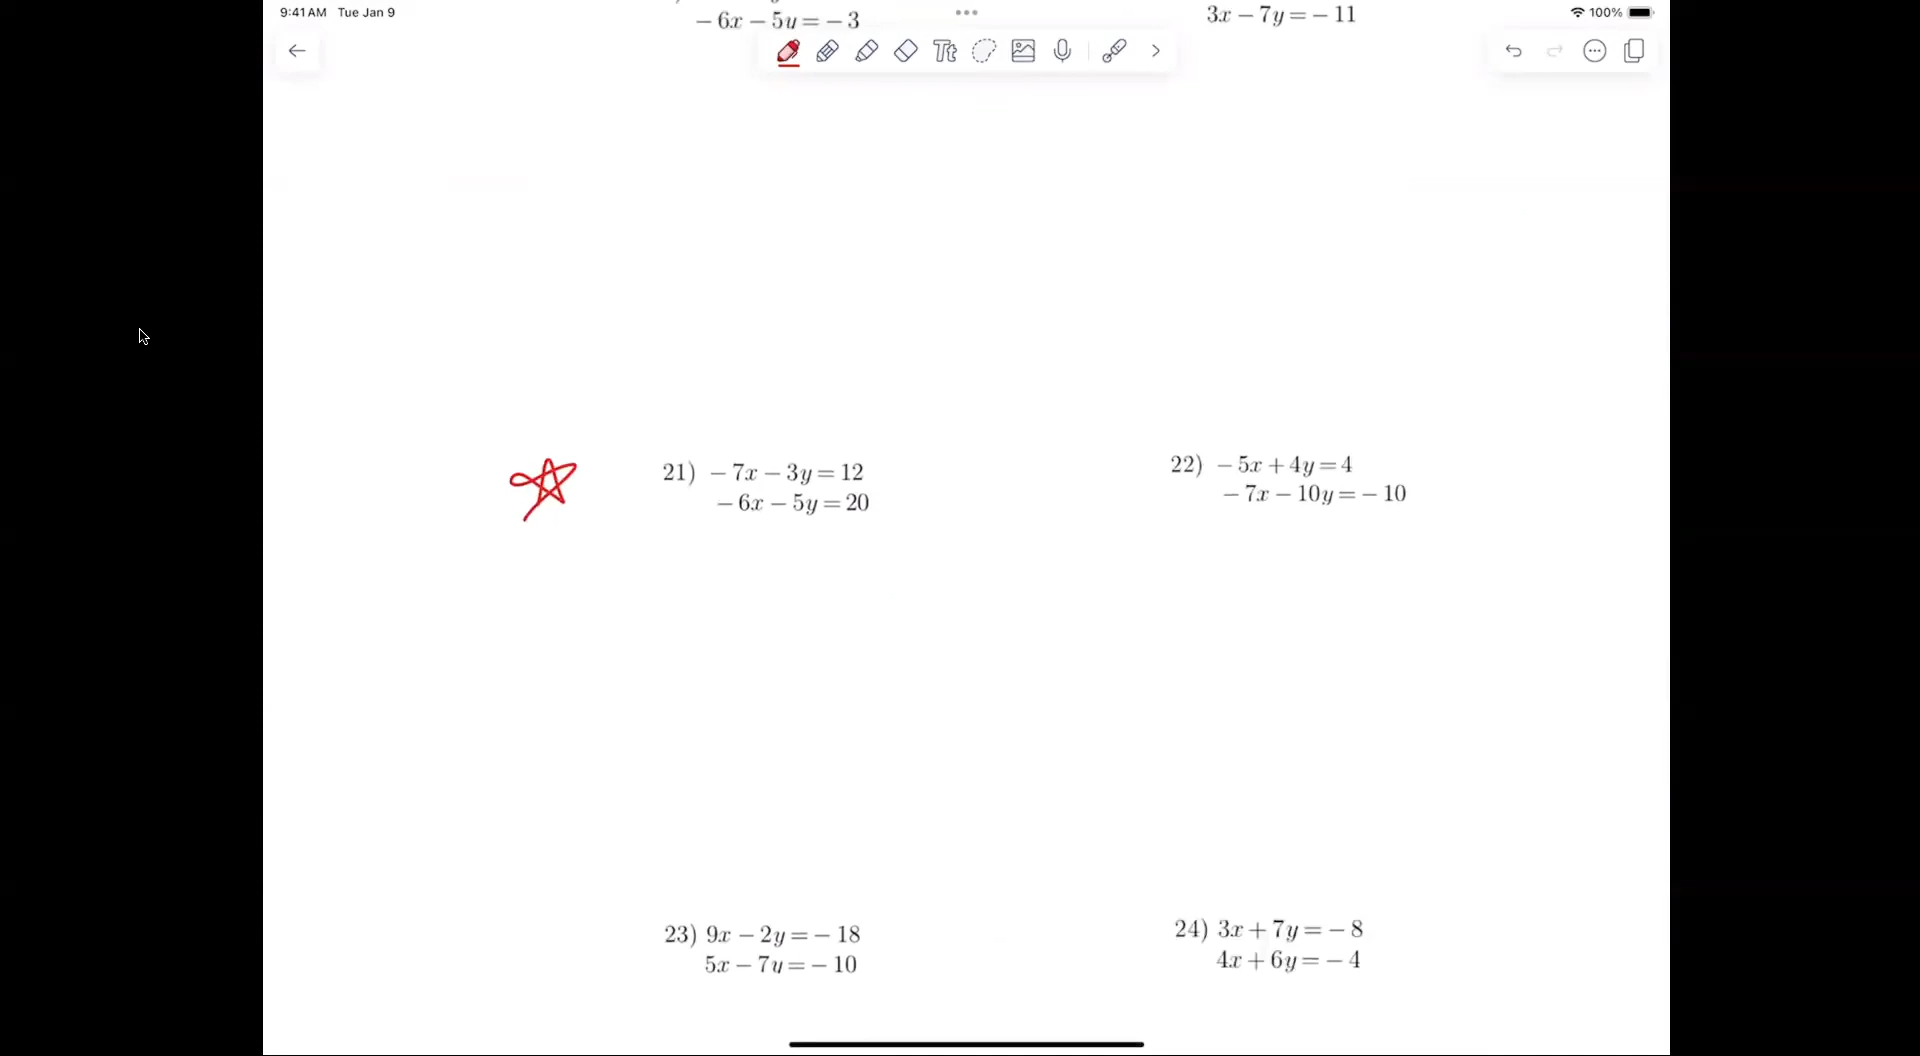 9:41 AM Tue Jan 9
100%
− 6x − 5y = − 3
3x − 7y = − 11
21) − 7x − 3y = 12
− 6x − 5y = 20
22) − 5x + 4y = 4
− 7x − 10y = − 10
23) 9x − 2y = − 18
5x − 7y = − 10
24) 3x + 7y = − 8
4x + 6y = − 4